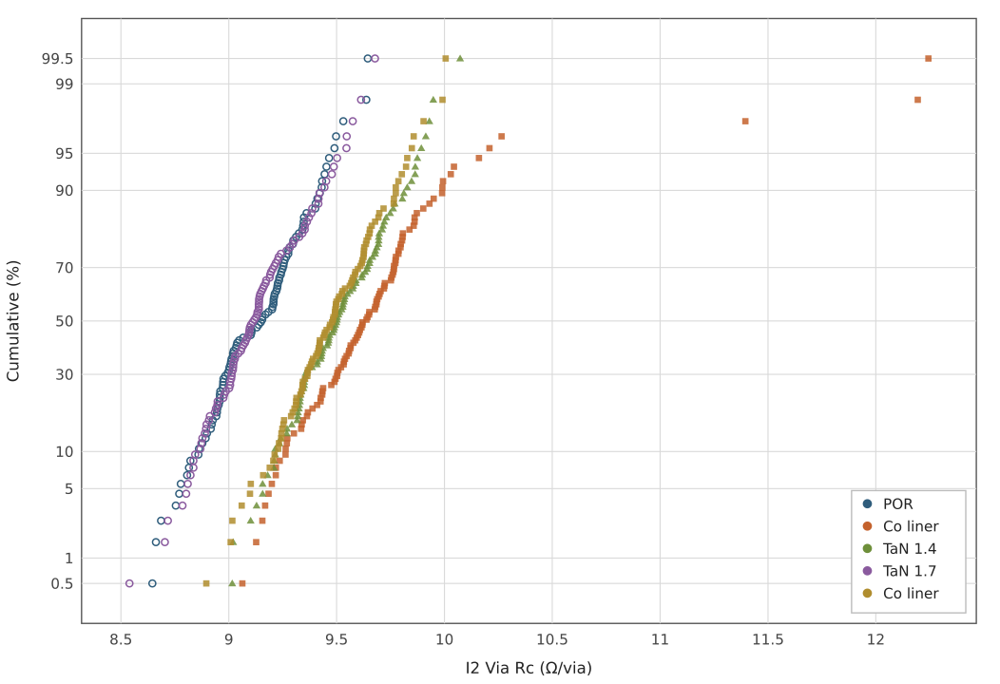 99.5
99
95
90
70
50
30
10
5
1
0.5
Cumulative (%)
POR
Co liner
TaN 1.4
TaN 1.7
Co liner
8.5 9 9.5 10 10.5 11 11.5 12
I2 Via Rc (Ω/via)